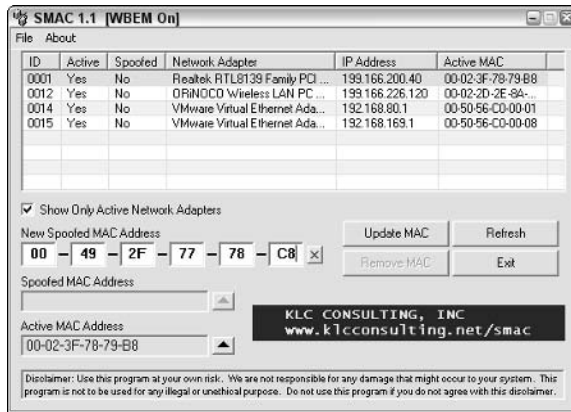 SMAC 1.1 [WBEM On]
File About
ID Active Spoofed Network Adapter IP Address Active MAC
0001 Yes No Realtek RTL8139 Family PCI ... 199.166.200.40 00-02-3F-78-79-B8
0012 Yes No ORiNOCO Wireless LAN PC ... 199.166.226.120 00-02-2D-2E-8A-...
0014 Yes No VMware Virtual Ethernet Ada... 192.168.80.1 00-50-56-C0-00-01
0015 Yes No VMware Virtual Ethernet Ada... 192.168.169.1 00-50-56-C0-00-08
Show Only Active Network Adapters
New Spoofed MAC Address
00 - 49 - 2F - 77 - 78 - C8 X
Update MAC Refresh
Remove MAC Exit
Spoofed MAC Address
KLC CONSULTING, INC
www.klcconsulting.net/smac
Active MAC Address
00-02-3F-78-79-B8
Disclaimer: Use this program at your own risk. We are not responsible for any damage that might occur to your system. This
program is not to be used for any illegal or unethical purpose. Do not use this program if you do not agree with this disclaimer.